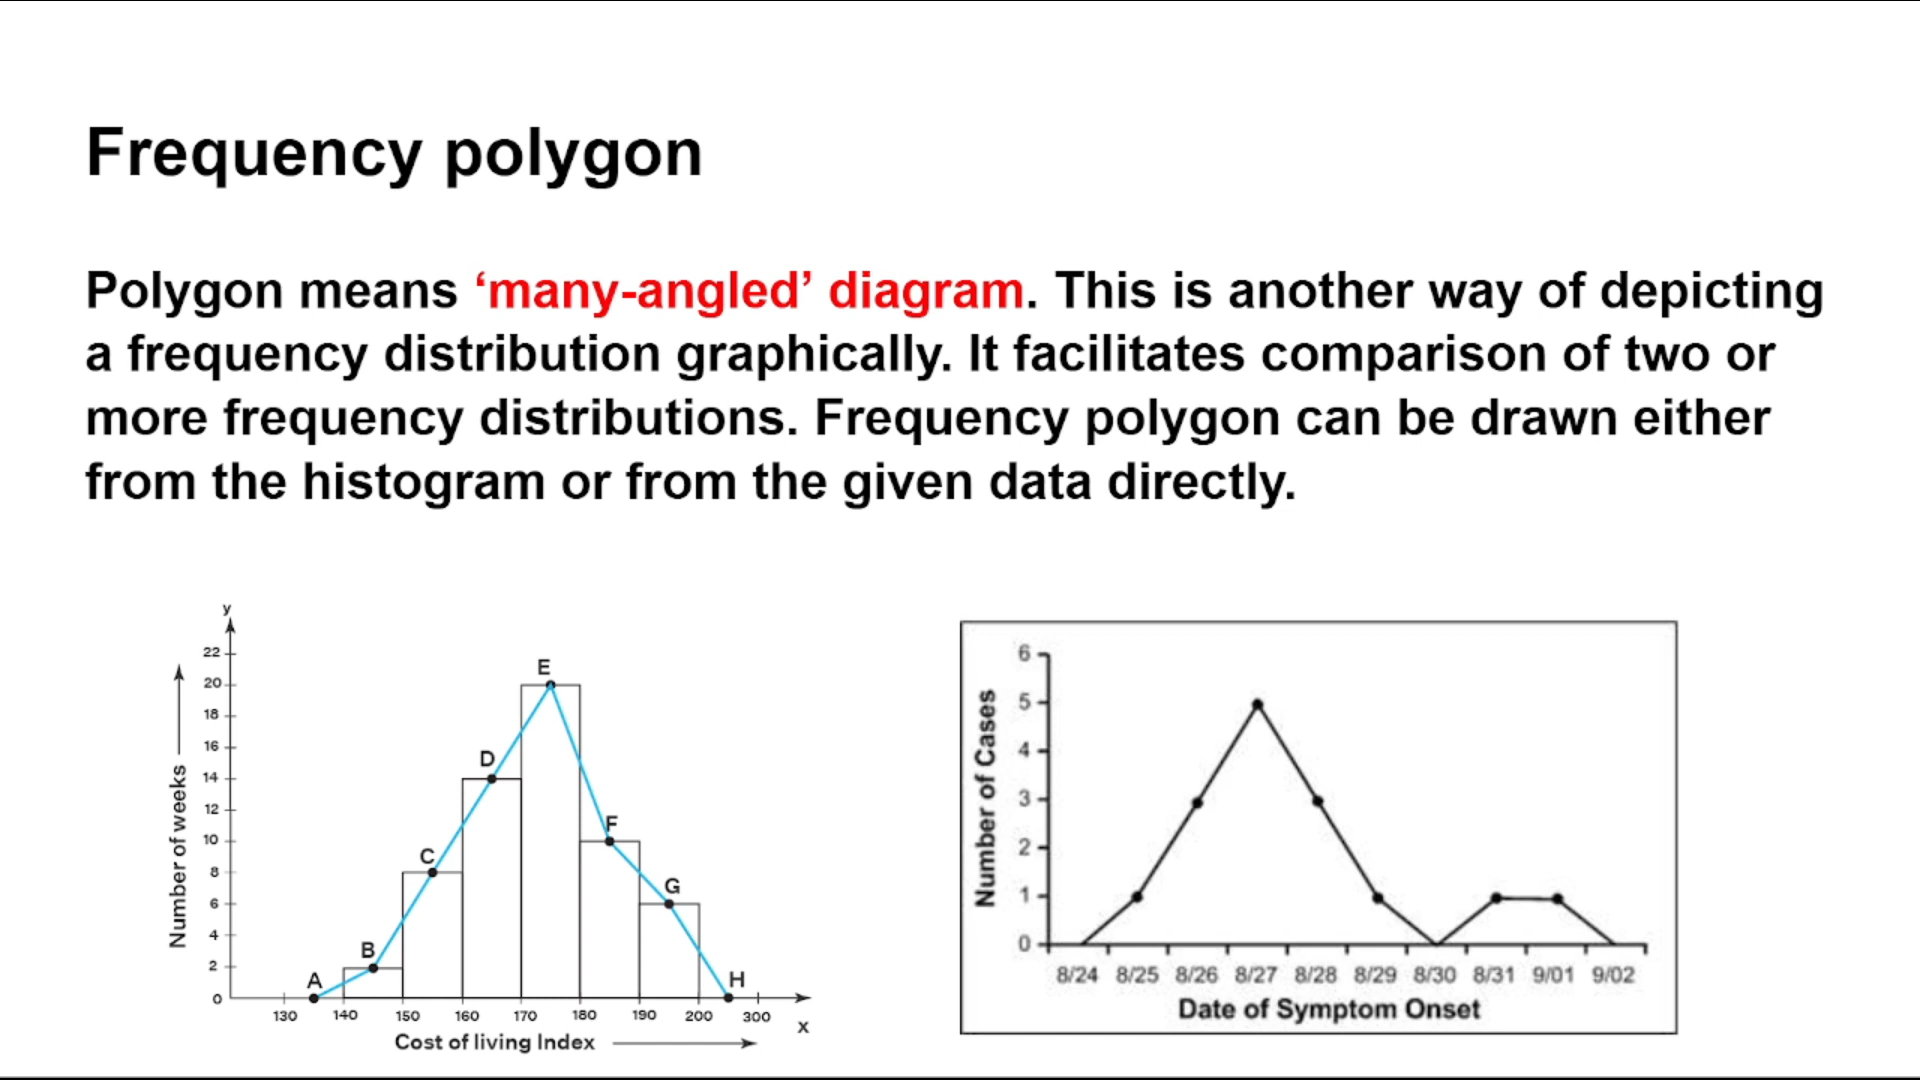 Frequency polygon
Polygon means ‘many-angled’ diagram. This is another way of depicting
a frequency distribution graphically. It facilitates comparison of two or
more frequency distributions. Frequency polygon can be drawn either
from the histogram or from the given data directly.
y
22
20
18
16
14
12
10
8
6
4
2
0
Number of weeks
A
B
C
D
E
F
G
H
130 140 150 160 170 180 190 200 300
x
Cost of living Index
6
5
4
3
2
1
0
Number of Cases
8/24 8/25 8/26 8/27 8/28 8/29 8/30 8/31 9/01 9/02
Date of Symptom Onset